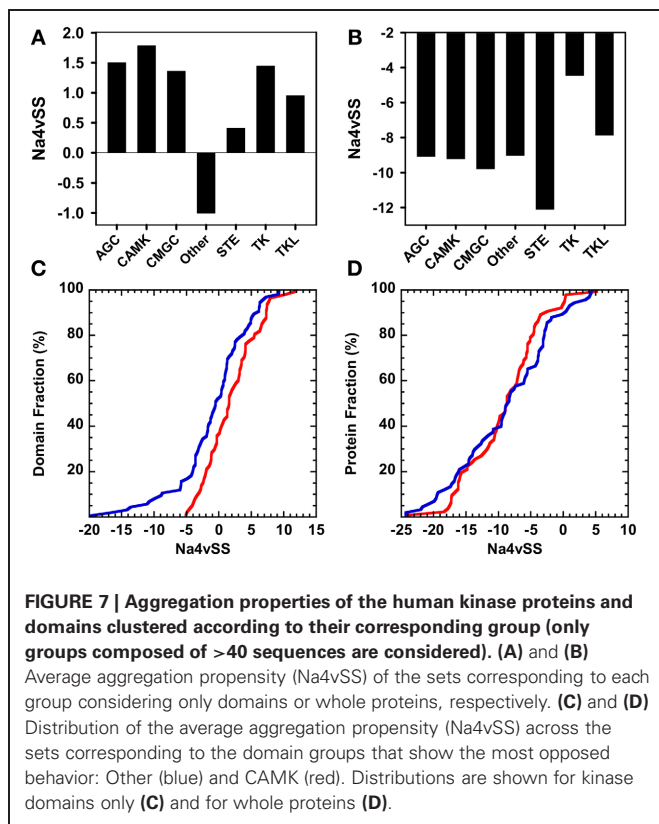 A
Na4vSS
2.0
1.5
1.0
0.5
0.0
-0.5
-1.0
AGC
CAMK
CMGC
Other
STE
TK
TKL
B
Na4vSS
-2
-4
-6
-8
-10
-12
AGC
CAMK
CMGC
Other
STE
TK
TKL
C
Domain Fraction (%)
100
80
60
40
20
-20 -15 -10 -5 0 5 10 15
Na4vSS
D
Protein Fraction (%)
100
80
60
40
20
-25 -20 -15 -10 -5 0 5 10
Na4vSS
FIGURE 7 | Aggregation properties of the human kinase proteins and
domains clustered according to their corresponding group (only
groups composed of >40 sequences are considered). (A) and (B)
Average aggregation propensity (Na4vSS) of the sets corresponding to each
group considering only domains or whole proteins, respectively. (C) and (D)
Distribution of the average aggregation propensity (Na4vSS) across the
sets corresponding to the domain groups that show the most opposed
behavior: Other (blue) and CAMK (red). Distributions are shown for kinase
domains only (C) and for whole proteins (D).